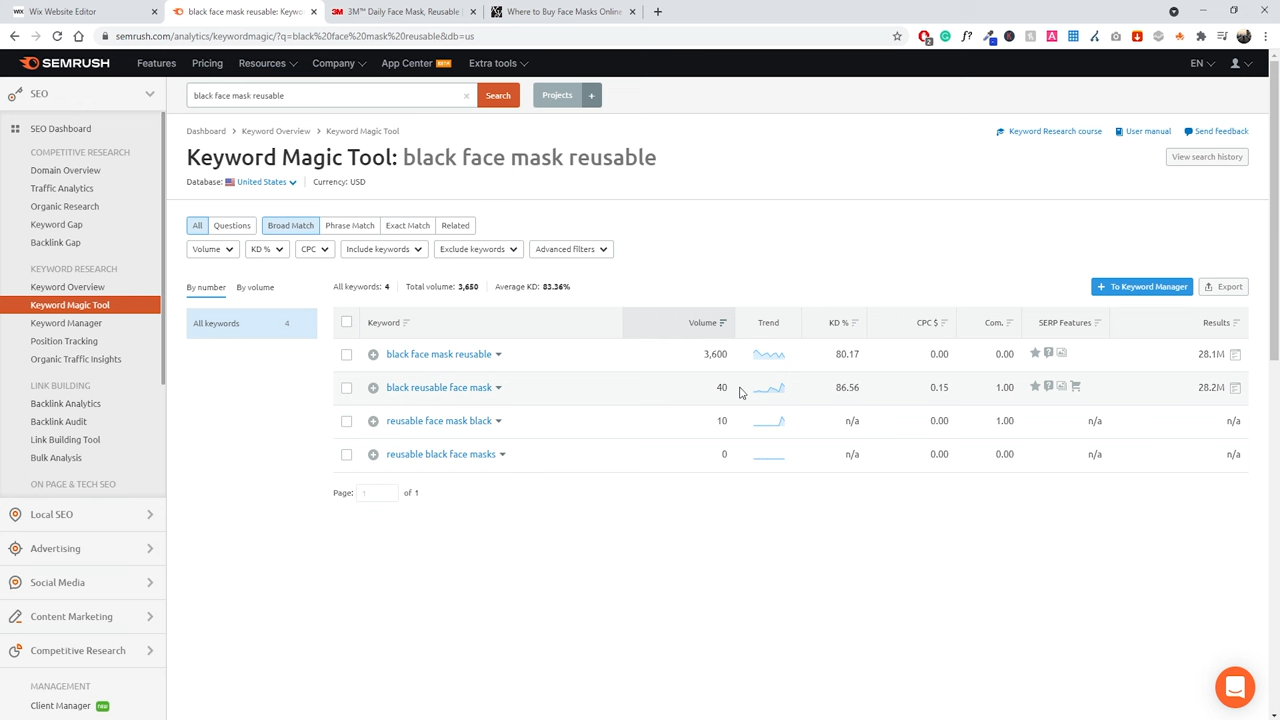 Wix Website Editor
black face mask reusable: Keywo
3M™ Daily Face Mask, Reusable
Where to Buy Face Masks Online
semrush.com/analytics/keywordmagic/?q=black%20face%20mask%20reusable&db=us
SEMRUSH
Features
Pricing
Resources
Company
App Center BETA
Extra tools
EN
SEO
black face mask reusable
Search
Projects
SEO Dashboard
COMPETITIVE RESEARCH
Domain Overview
Traffic Analytics
Organic Research
Keyword Gap
Backlink Gap
KEYWORD RESEARCH
Keyword Overview
Keyword Magic Tool
Keyword Manager
Position Tracking
Organic Traffic Insights
LINK BUILDING
Backlink Analytics
Backlink Audit
Link Building Tool
Bulk Analysis
ON PAGE & TECH SEO
Local SEO
Advertising
Social Media
Content Marketing
Competitive Research
MANAGEMENT
Client Manager new
Dashboard > Keyword Overview > Keyword Magic Tool
Keyword Research course
User manual
Send feedback
Keyword Magic Tool: black face mask reusable
View search history
Database: United States
Currency: USD
All Questions Broad Match Phrase Match Exact Match Related
Volume KD % CPC Include keywords Exclude keywords Advanced filters
By number By volume
All keywords: 4 Total volume: 3,650 Average KD: 83.36%
+ To Keyword Manager
Export
All keywords 4
Keyword Volume Trend KD % CPC $ Com. SERP Features Results
black face mask reusable 3,600 80.17 0.00 0.00 28.1M
black reusable face mask 40 86.56 0.15 1.00 28.2M
reusable face mask black 10 n/a 0.00 1.00 n/a n/a
reusable black face masks 0 n/a 0.00 0.00 n/a n/a
Page: 1 of 1